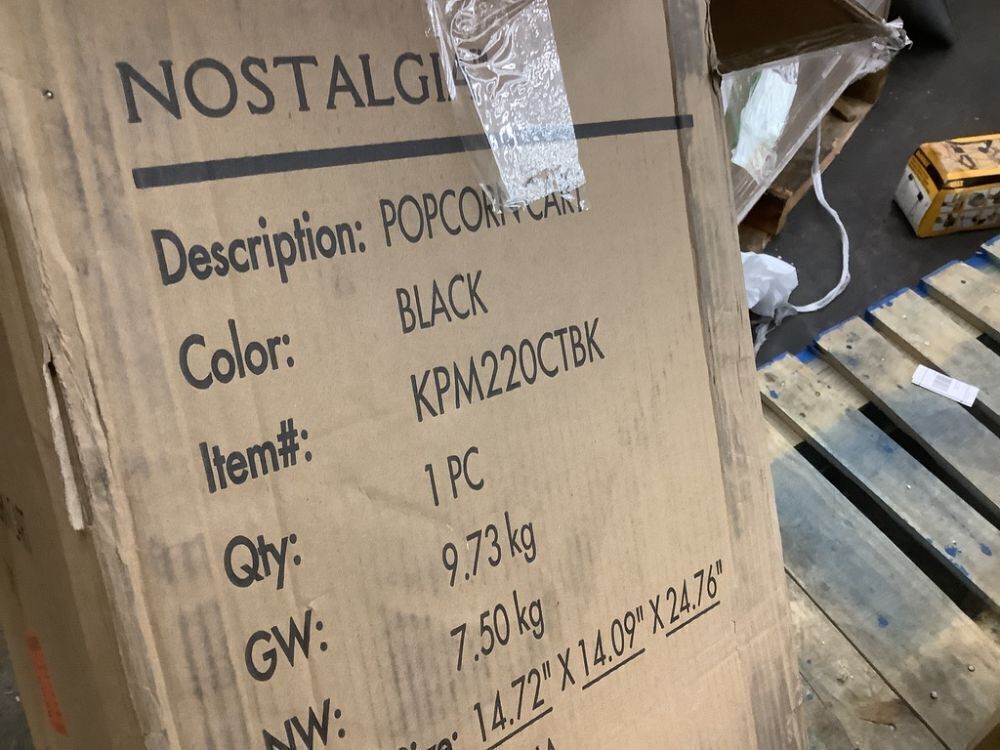 NOSTALGIA
Description: POPCORN CART
Color: BLACK
Item#: KPM220CTBK
Qty: 1 PC
GW: 9.73 kg
NW: 7.50 kg
14.72" X 14.09" X 24.76"